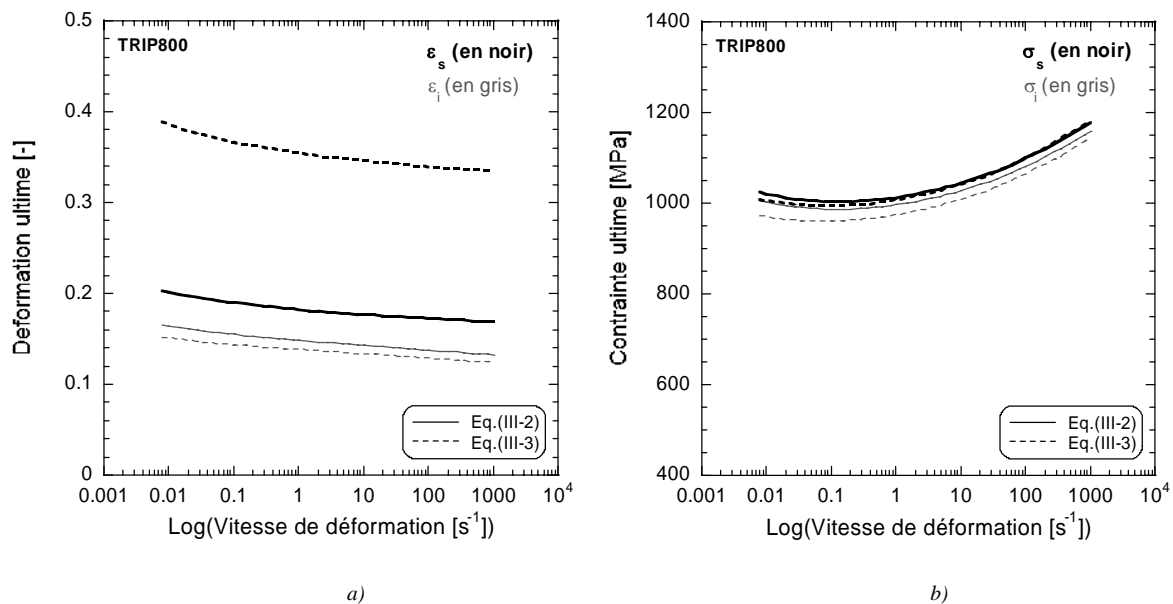 TRIP800
ε_s (en noir)
ε_i (en gris)
Deformation ultime [-]
0.5
0.4
0.3
0.2
0.1
0
Eq.(III-2)
Eq.(III-3)
0.001 0.01 0.1 1 10 100 1000 10^4
Log(Vitesse de déformation [s^-1])
a)
TRIP800
σ_s (en noir)
σ_i (en gris)
Contrainte ultime [MPa]
1400
1200
1000
800
600
400
Eq.(III-2)
Eq.(III-3)
0.001 0.01 0.1 1 10 100 1000 10^4
Log(Vitesse de déformation [s^-1])
b)